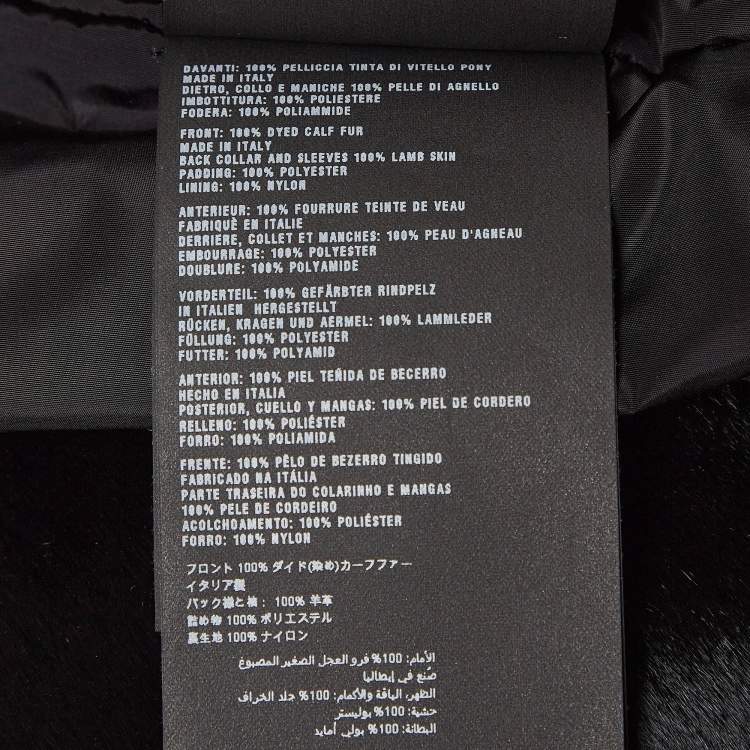 DAVANTI: 100% PELLICCIA TINTA DI VITELLO PONY
MADE IN ITALY
DIETRO, COLLO E MANICHE 100% PELLE DI AGNELLO
IMBOTTITURA: 100% POLIESTERE
FODERA: 100% POLIAMMIDE
FRONT: 100% DYED CALF FUR
MADE IN ITALY
BACK COLLAR AND SLEEVES 100% LAMB SKIN
PADDING: 100% POLYESTER
LINING: 100% NYLON
ANTERIEUR: 100% FOURRURE TEINTE DE VEAU
FABRIQUÈ EN ITALIE
DERRIERE, COLLET ET MANCHES: 100% PEAU D'AGNEAU
EMBOURRAGE: 100% POLYESTER
DOUBLURE: 100% POLYAMIDE
VORDERTEIL: 100% GEFÄRBTER RINDPELZ
IN ITALIEN HERGESTELLT
RÜCKEN, KRAGEN UND AERMEL: 100% LAMMLEDER
FÜLLUNG: 100% POLYESTER
FUTTER: 100% POLYAMID
ANTERIOR: 100% PIEL TEÑIDA DE BECERRO
HECHO EN ITALIA
POSTERIOR, CUELLO Y MANGAS: 100% PIEL DE CORDERO
RELLENO: 100% POLIÉSTER
FORRO: 100% POLIAMIDA
FRENTE: 100% PÊLO DE BEZERRO TINGIDO
FABRICADO NA ITÁLIA
PARTE TRASEIRA DO COLARINHO E MANGAS
100% PELE DE CORDEIRO
ACOLCHOAMENTO: 100% POLIÉSTER
FORRO: 100% NYLON
フロント 100% ダイド(染め)カーフファー
イタリア製
バック襟と袖： 100% 羊革
詰め物 100% ポリエステル
裏生地 100% ナイロン
الأمام: 100% فرو العجل الصغير المصبوغ
صُنع في إيطاليا
الظهر، الياقة والأكمام: 100% جلد الخراف
حشية: 100% بوليستر
البطانة: 100% بولي أمايد